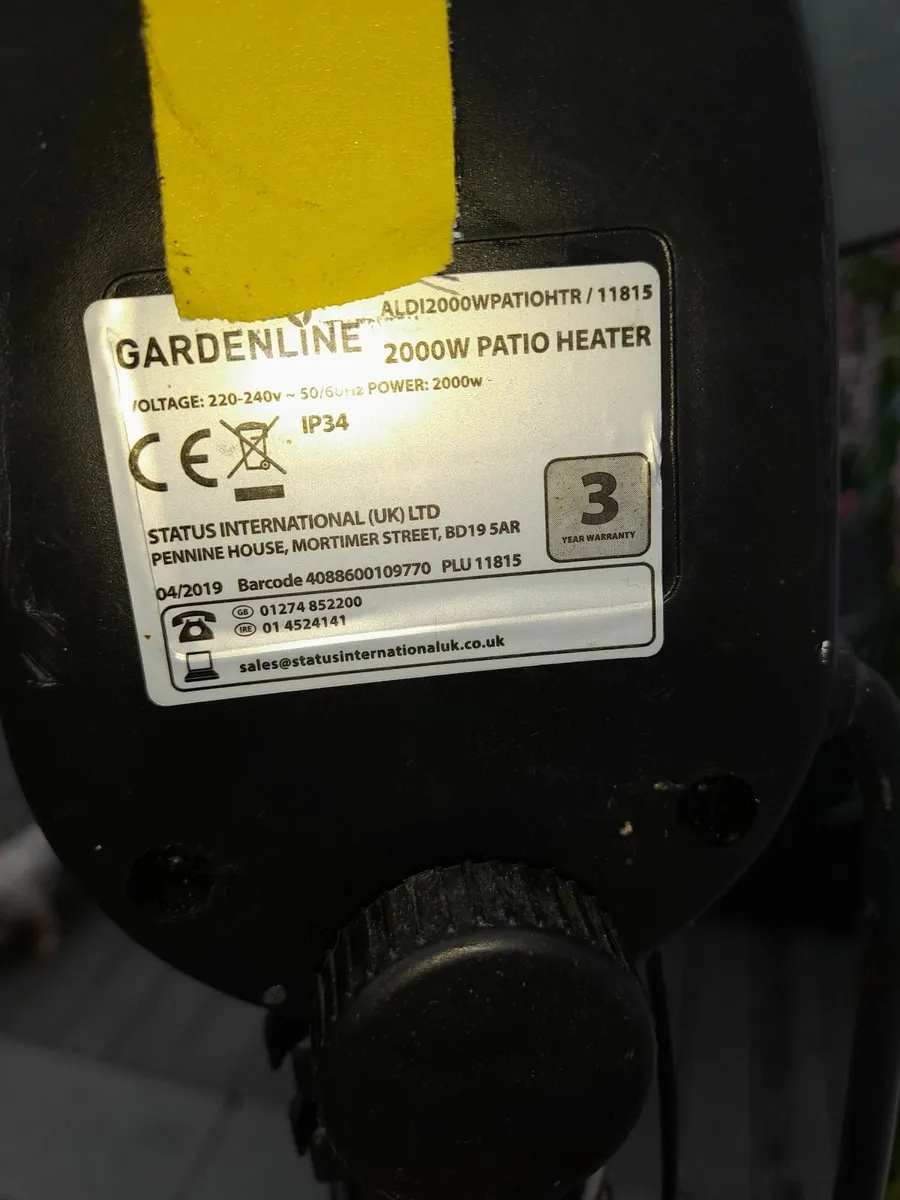 ALDI2000WPATIOHTR / 11815
GARDENLINE
2000W PATIO HEATER
VOLTAGE: 220-240v ~ 50/60Hz POWER: 2000w
CE
IP34
3
YEAR WARRANTY
STATUS INTERNATIONAL (UK) LTD
PENNINE HOUSE, MORTIMER STREET, BD19 5AR
04/2019 Barcode 4088600109770 PLU 11815
GB 01274 852200
IRE 01 4524141
sales@statusinternationaluk.co.uk